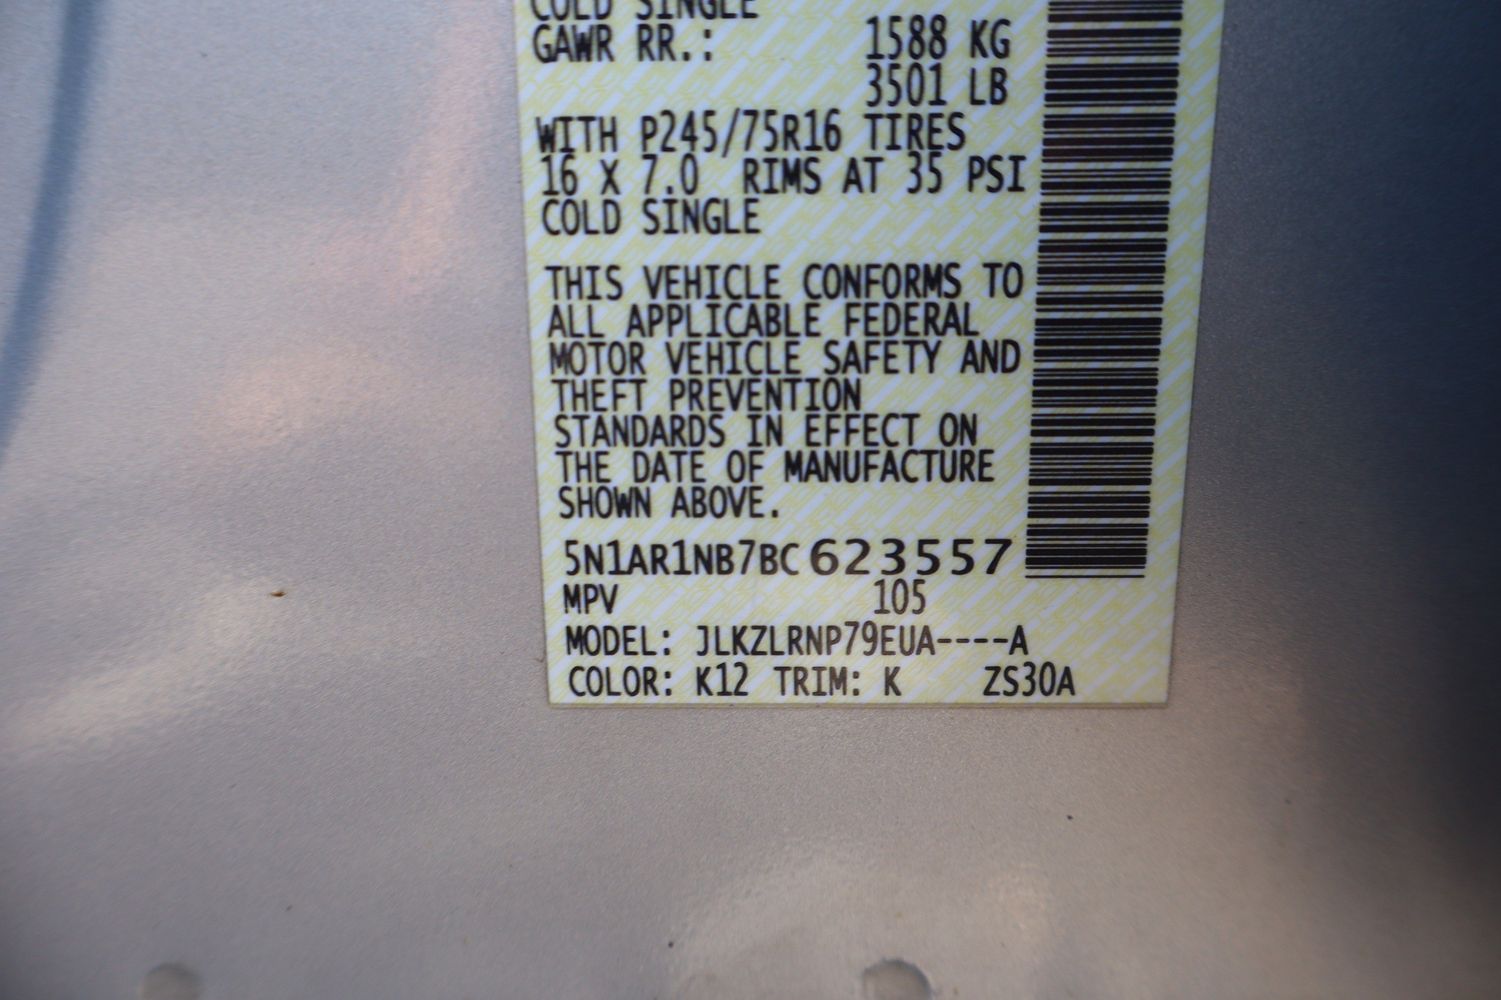 COLD SINGLE
GAWR RR.: 1588 KG
3501 LB
WITH P245/75R16 TIRES
16 X 7.0 RIMS AT 35 PSI
COLD SINGLE
THIS VEHICLE CONFORMS TO
ALL APPLICABLE FEDERAL
MOTOR VEHICLE SAFETY AND
THEFT PREVENTION
STANDARDS IN EFFECT ON
THE DATE OF MANUFACTURE
SHOWN ABOVE.
5N1AR1NB7BC623557
MPV 105
MODEL: JLKZLRNP79EUA----A
COLOR: K12 TRIM: K ZS30A